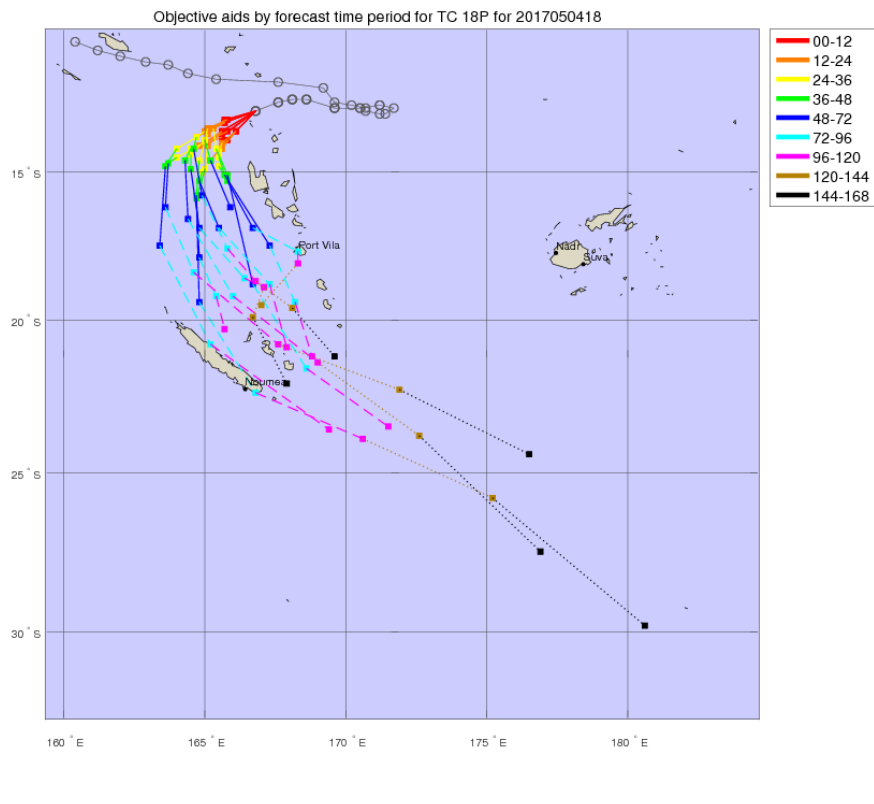 Objective aids by forecast time period for TC 18P for 2017050418
00-12
12-24
24-36
36-48
48-72
72-96
96-120
120-144
144-168
15 ° S
Port Vila
Nadi
Suva
20 ° S
Noumea
25 ° S
30 ° S
160 ° E
165 ° E
170 ° E
175 ° E
180 ° E